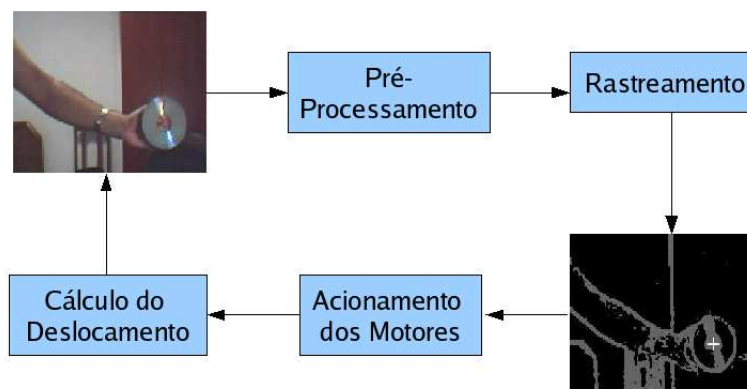 Pré-
Processamento
Rastreamento
Acionamento
dos Motores
Cálculo do
Deslocamento